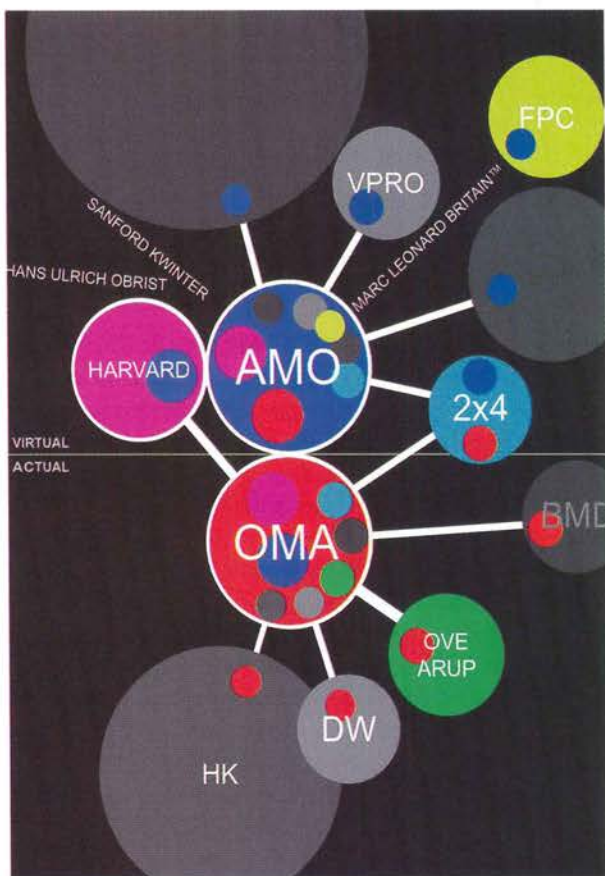 FPC
VPRO
SANFORD KWINTER
MARC LEONARD BRITAIN™
HANS ULRICH OBRIST
HARVARD
AMO
2x4
VIRTUAL
ACTUAL
OMA
BMD
OVE
ARUP
DW
HK